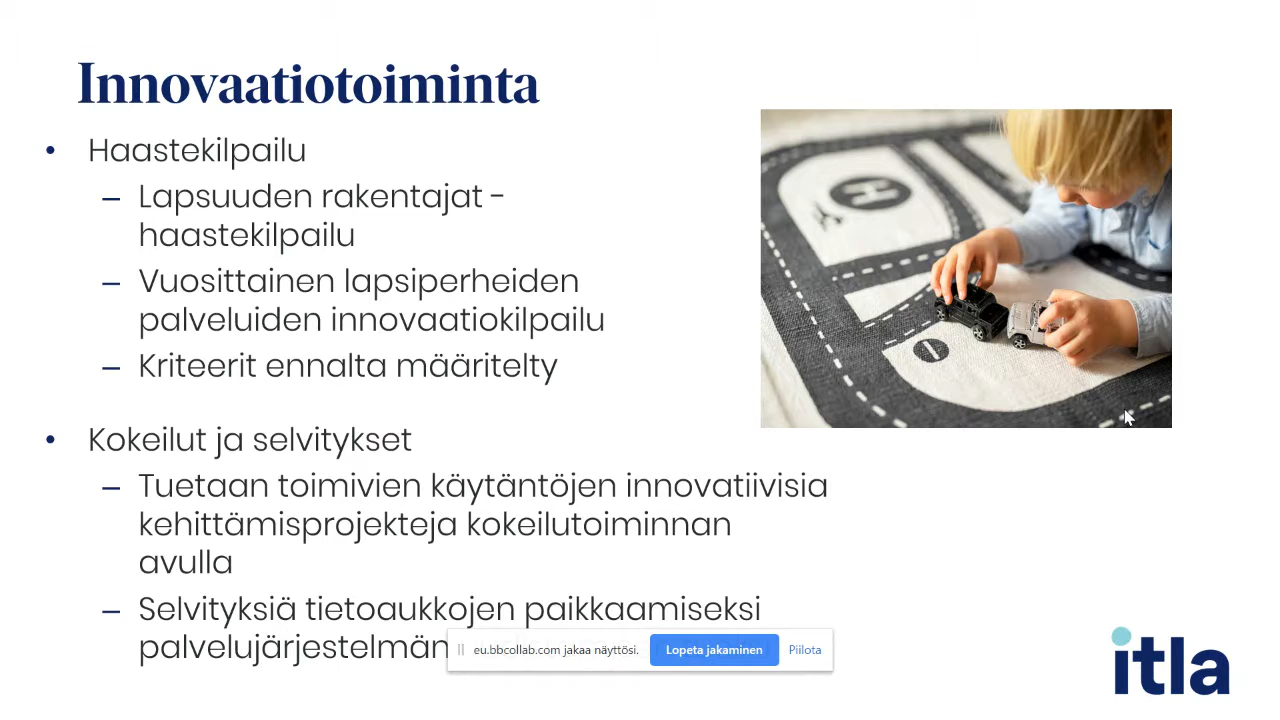 Innovaatiotoiminta
• Haastekilpailu
– Lapsuuden rakentajat -
haastekilpailu
– Vuosittainen lapsiperheiden
palveluiden innovaatiokilpailu
– Kriteerit ennalta määritelty
• Kokeilut ja selvitykset
– Tuetaan toimivien käytäntöjen innovatiivisia
kehittämisprojekteja kokeilutoiminnan
avulla
– Selvityksiä tietoaukkojen paikkaamiseksi
palvelujärjestelmän
eu.bbcollab.com jakaa näyttösi. Lopeta jakaminen Piilota
H
itla